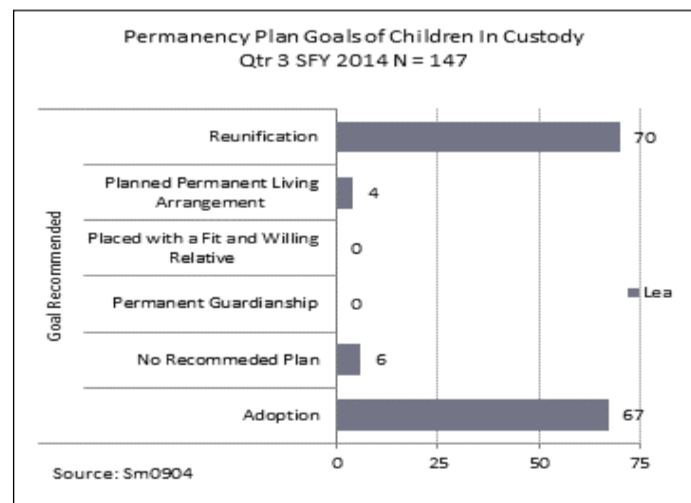 Permanency Plan Goals of Children In Custody
Qtr 3 SFY 2014 N = 147
Goal Recommended
Reunification
70
Planned Permanent Living
Arrangement
4
Placed with a Fit and Willing
Relative
0
Permanent Guardianship
0
Lea
No Recommeded Plan
6
Adoption
67
0
25
50
75
Source: Sm0904